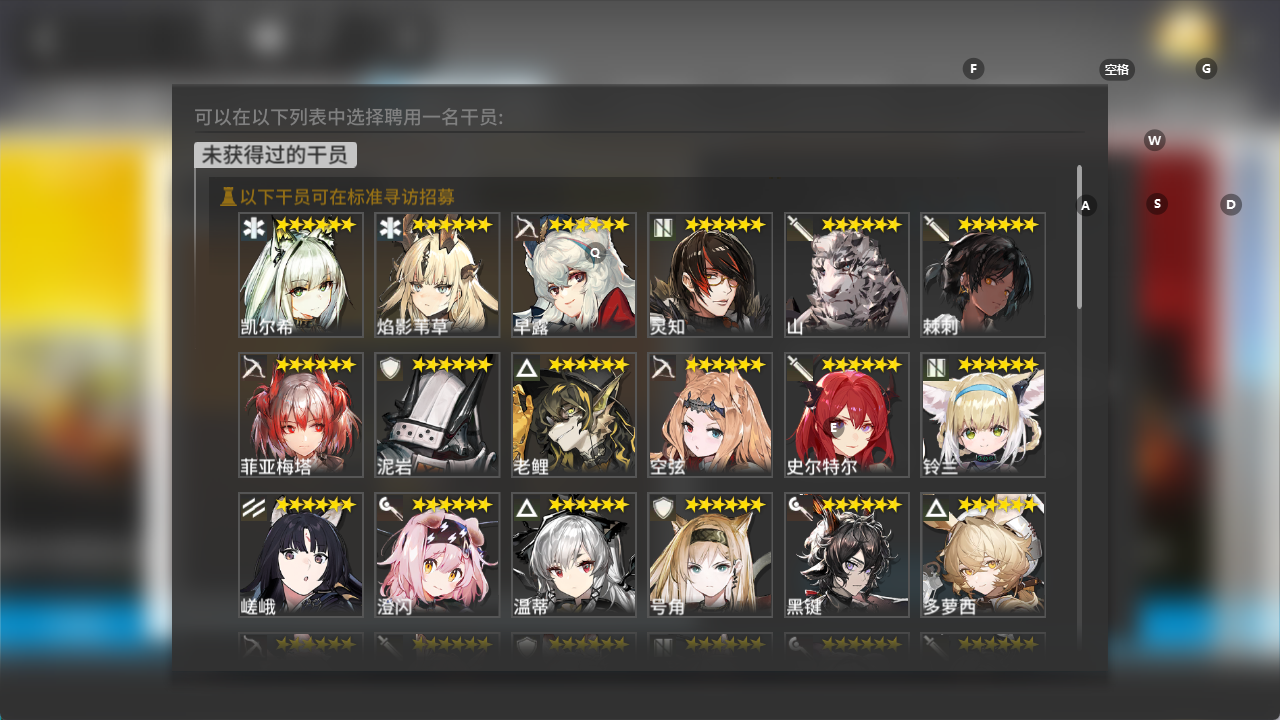 F
空格
G
可以在以下列表中选择聘用一名干员:
未获得过的干员
W
以下干员可在标准寻访招募
A
S
D
Q
凯尔希
焰影苇草
早露
灵知
山
棘刺
E
菲亚梅塔
泥岩
老鲤
空弦
史尔特尔
铃兰
嵯峨
澄闪
温蒂
号角
黑键
多萝西